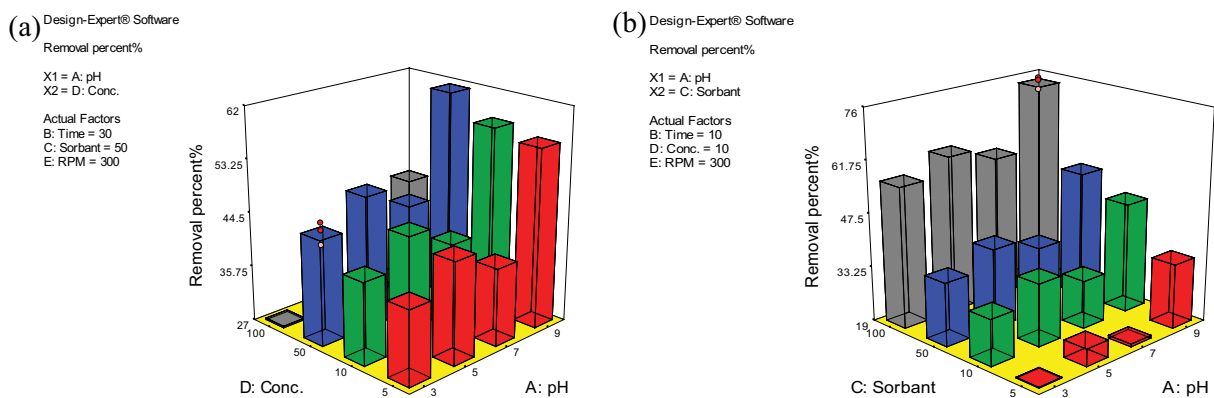 (a)
Design-Expert® Software
Removal percent%
X1 = A: pH
X2 = D: Conc.
Actual Factors
B: Time = 30
C: Sorbant = 50
E: RPM = 300
Removal percent%
62
53.25
44.5
35.75
27
100
50
10
5
D: Conc.
3
5
7
9
A: pH
(b)
Design-Expert® Software
Removal percent%
X1 = A: pH
X2 = C: Sorbant
Actual Factors
B: Time = 10
D: Conc. = 10
E: RPM = 300
Removal percent%
76
61.75
47.5
33.25
19
100
50
10
5
C: Sorbant
3
5
7
9
A: pH